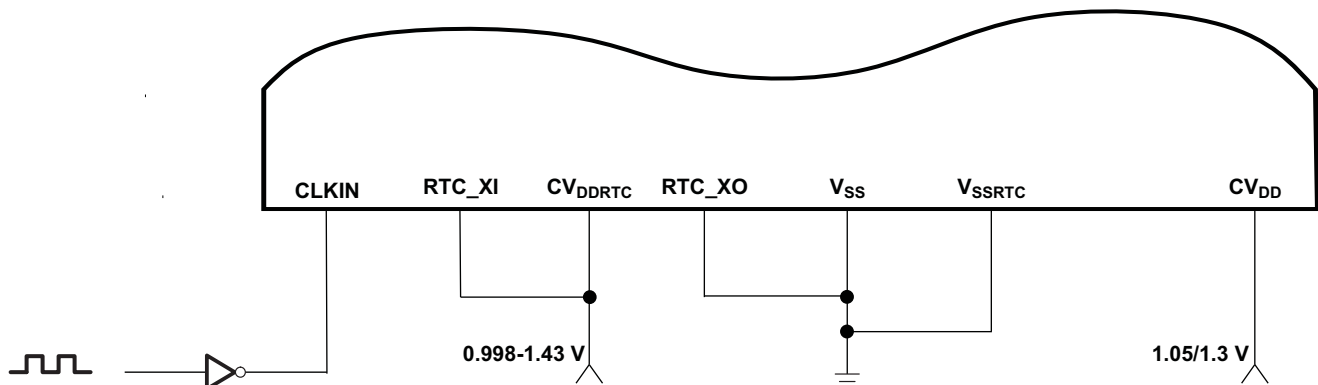 CLKIN
RTC_XI
CVDDRTC
RTC_XO
VSS
VSSRTC
CVDD
0.998-1.43 V
1.05/1.3 V